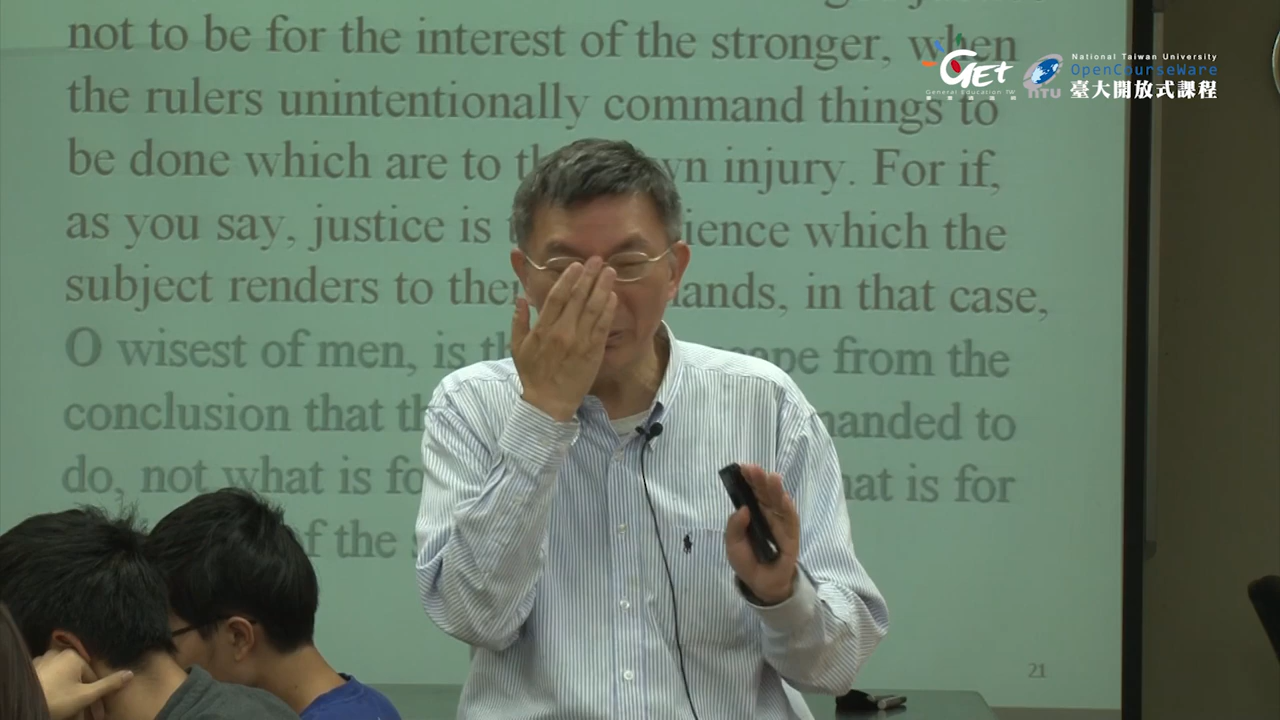 not to be for the interest of the stronger, when
the rulers unintentionally command things to
be done which are to th wn injury. For if,
as you say, justice is t ience which the
subject renders to thei ands, in that case,
O wisest of men, is th ape from the
conclusion that th anded to
do, not what is fo hat is for
f the s
21
GET
General Education TW
NTU
National Taiwan University
OpenCourseWare
臺大開放式課程